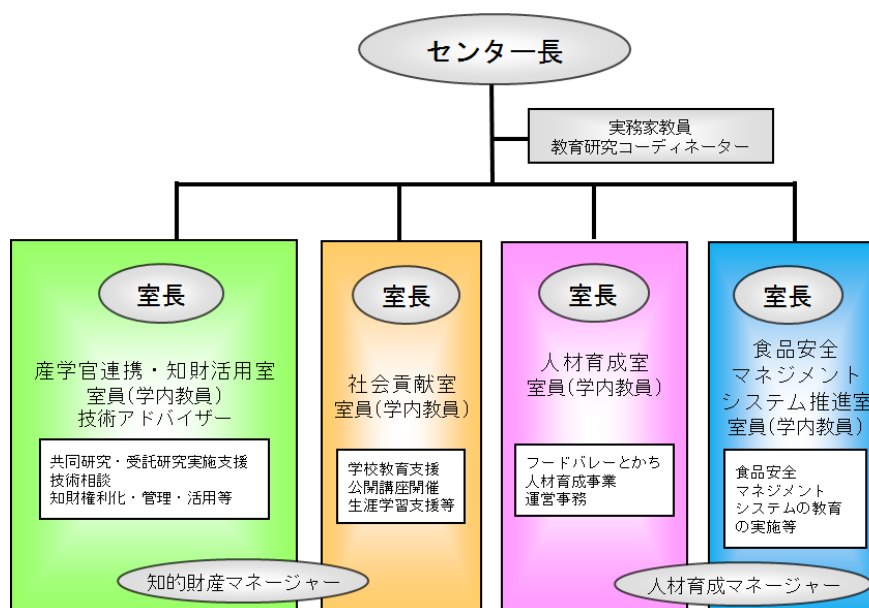 センター長
実務家教員
教育研究コーディネーター
室長
産学官連携・知財活用室
室員(学内教員)
技術アドバイザー
共同研究・受託研究実施支援
技術相談
知財権利化・管理・活用等
室長
社会貢献室
室員(学内教員)
学校教育支援
公開講座開催
生涯学習支援等
室長
人材育成室
室員(学内教員)
フードバレーとかち
人材育成事業
運営事務
室長
食品安全
マネジメント
システム推進室
室員(学内教員)
食品安全
マネジメント
システムの教育
の実施等
知的財産マネージャー
人材育成マネージャー